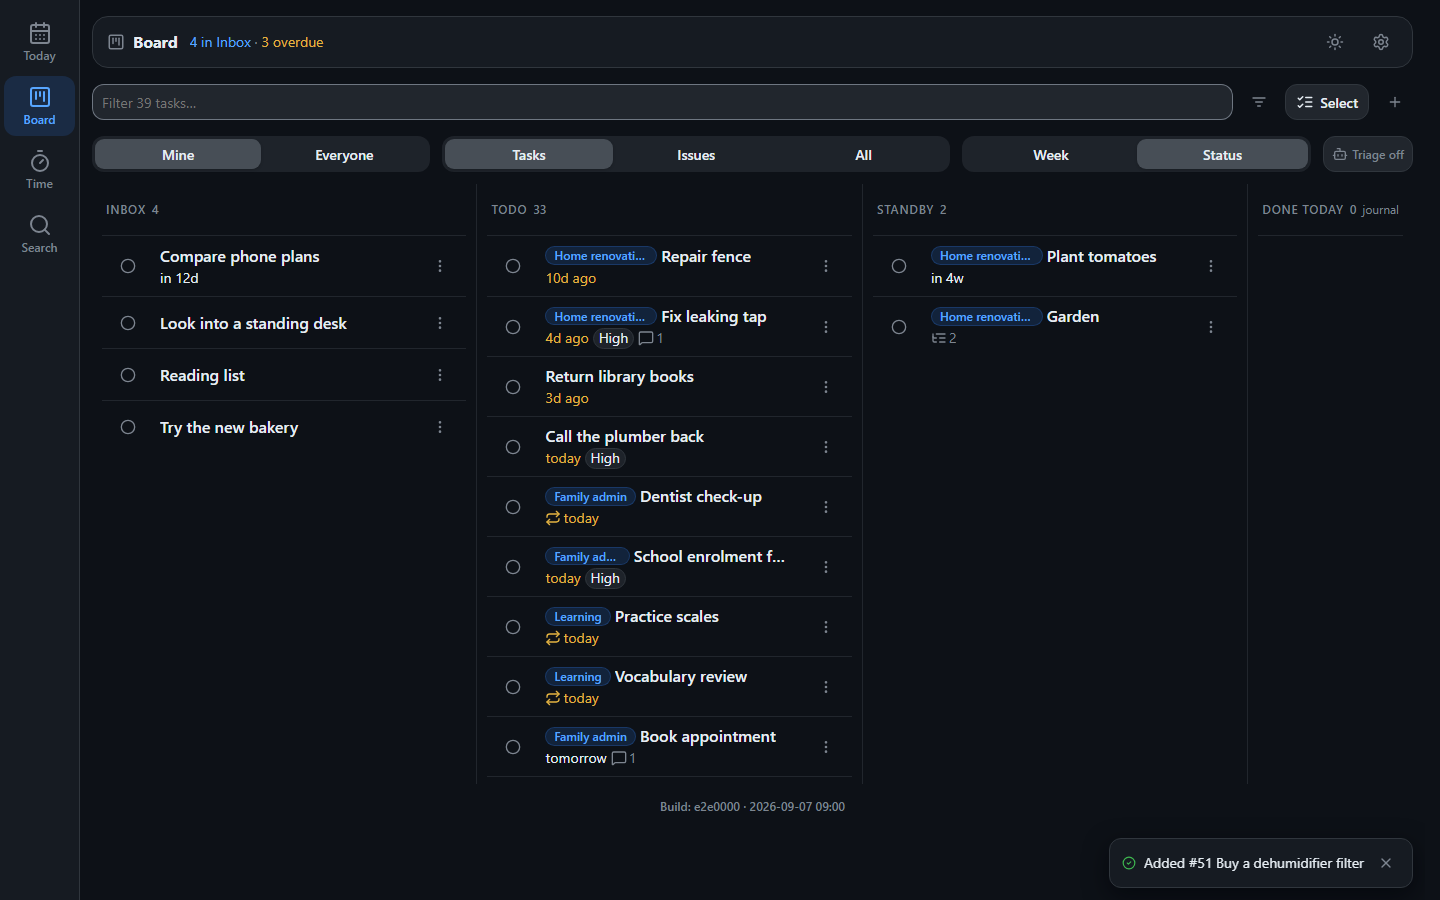 Today
Board
Time
Search
Board 4 in Inbox · 3 overdue
Filter 39 tasks...
Select
Mine
Everyone
Tasks
Issues
All
Week
Status
Triage off
INBOX 4
Compare phone plans
in 12d
Look into a standing desk
Reading list
Try the new bakery
TODO 33
Home renovati... Repair fence
10d ago
Home renovati... Fix leaking tap
4d ago High 1
Return library books
3d ago
Call the plumber back
today High
Family admin Dentist check-up
today
Family ad... School enrolment f...
today High
Learning Practice scales
today
Learning Vocabulary review
today
Family admin Book appointment
tomorrow 1
STANDBY 2
Home renovati... Plant tomatoes
in 4w
Home renovati... Garden
2
DONE TODAY 0 journal
Build: e2e0000 · 2026-09-07 09:00
Added #51 Buy a dehumidifier filter